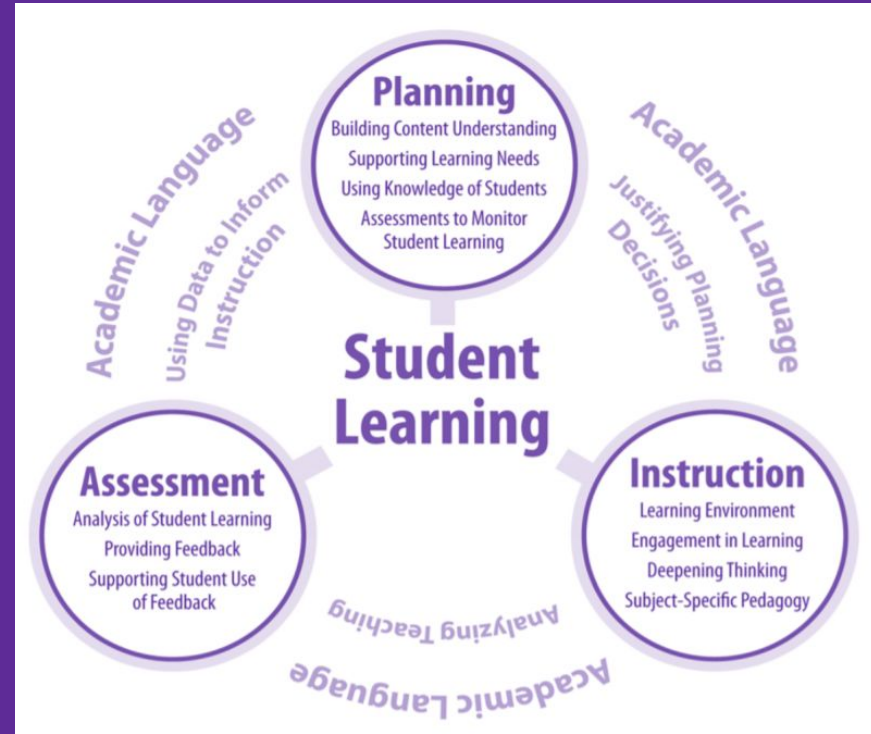 Planning
Building Content Understanding
Supporting Learning Needs
Using Knowledge of Students
Assessments to Monitor
Student Learning
Academic Language
Using Data to Inform
Instruction
Academic Language
Justifying Planning
Decisions
Student
Learning
Assessment
Analysis of Student Learning
Providing Feedback
Supporting Student Use
of Feedback
Instruction
Learning Environment
Engagement in Learning
Deepening Thinking
Subject-Specific Pedagogy
Analyzing Teaching
Academic Language